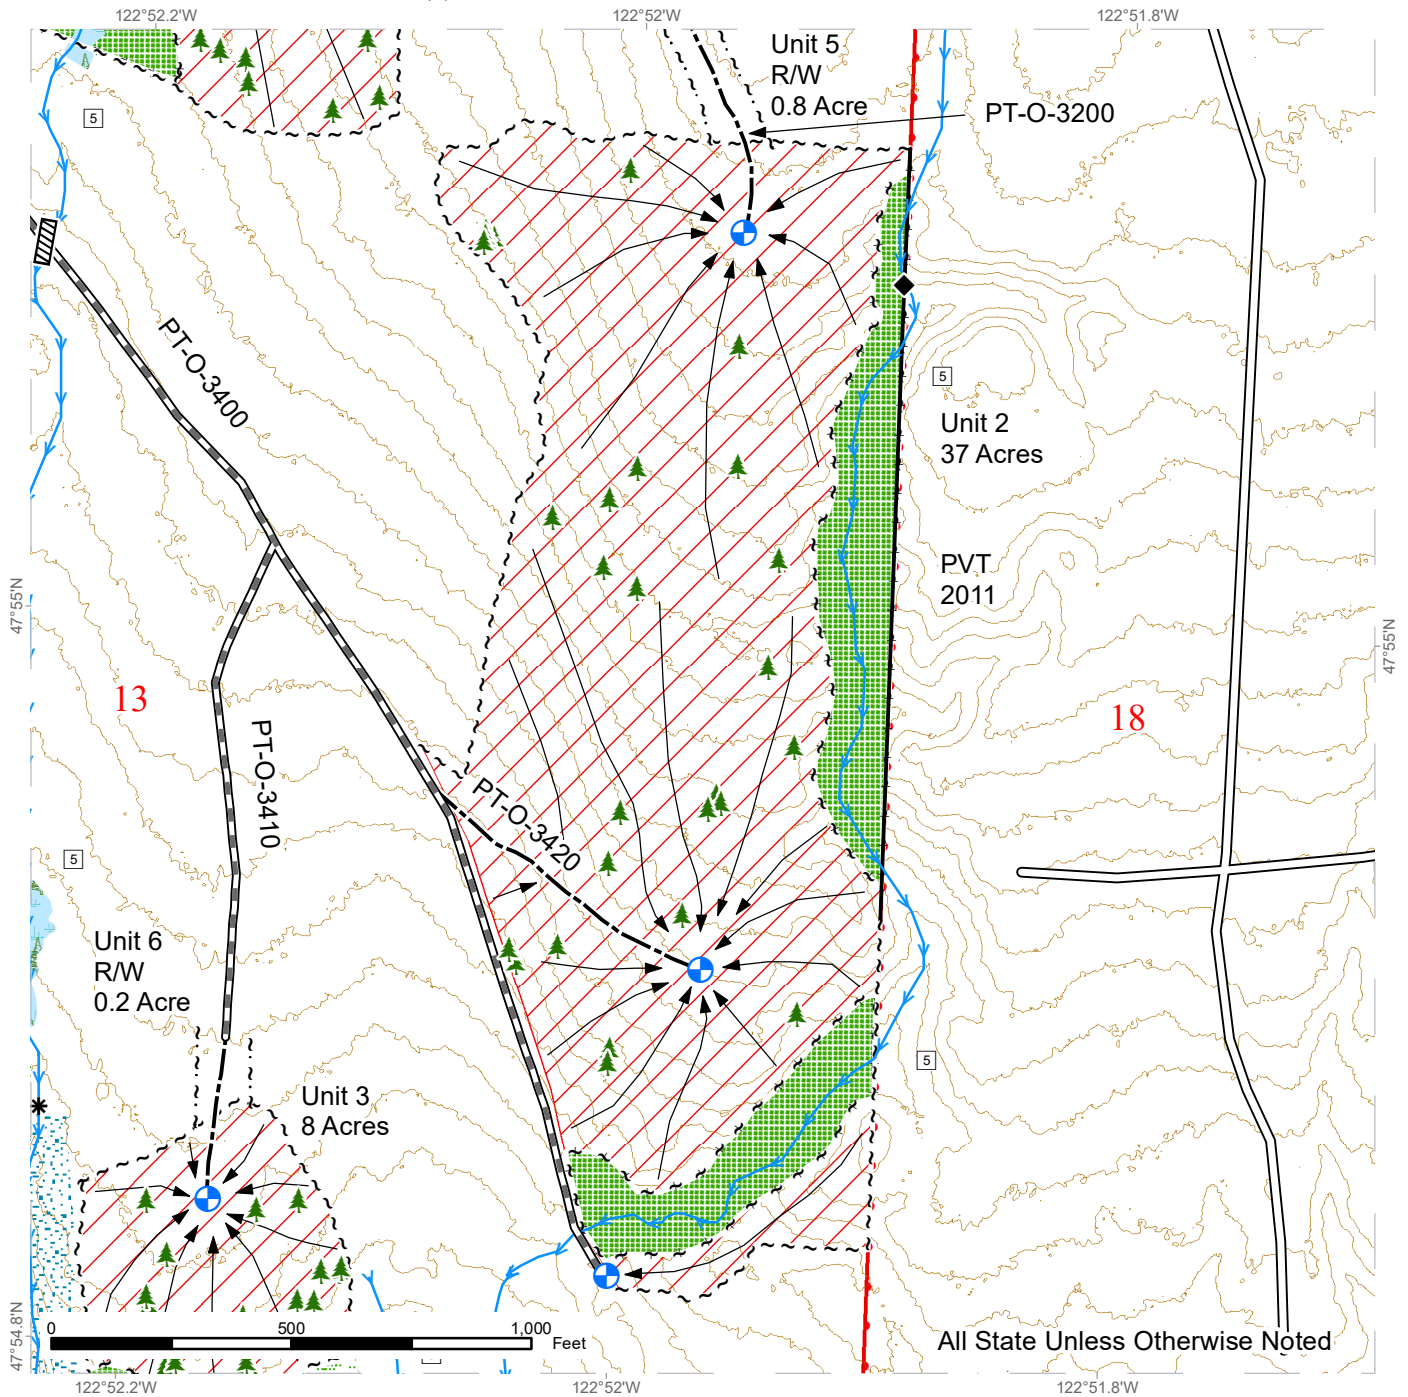 122°52.2'W
122°52'W
122°51.8'W
Unit 5
R/W
0.8 Acre
PT-O-3200
5
PT-O-3400
5
Unit 2
37 Acres
PVT
2011
47°55'N
47°55'N
13
18
PT-O-3410
PT-O-3420
5
Unit 6
R/W
0.2 Acre
5
Unit 3
8 Acres
47°54.8'N
0 500 1,000
Feet
All State Unless Otherwise Noted
122°52.2'W
122°52'W
122°51.8'W